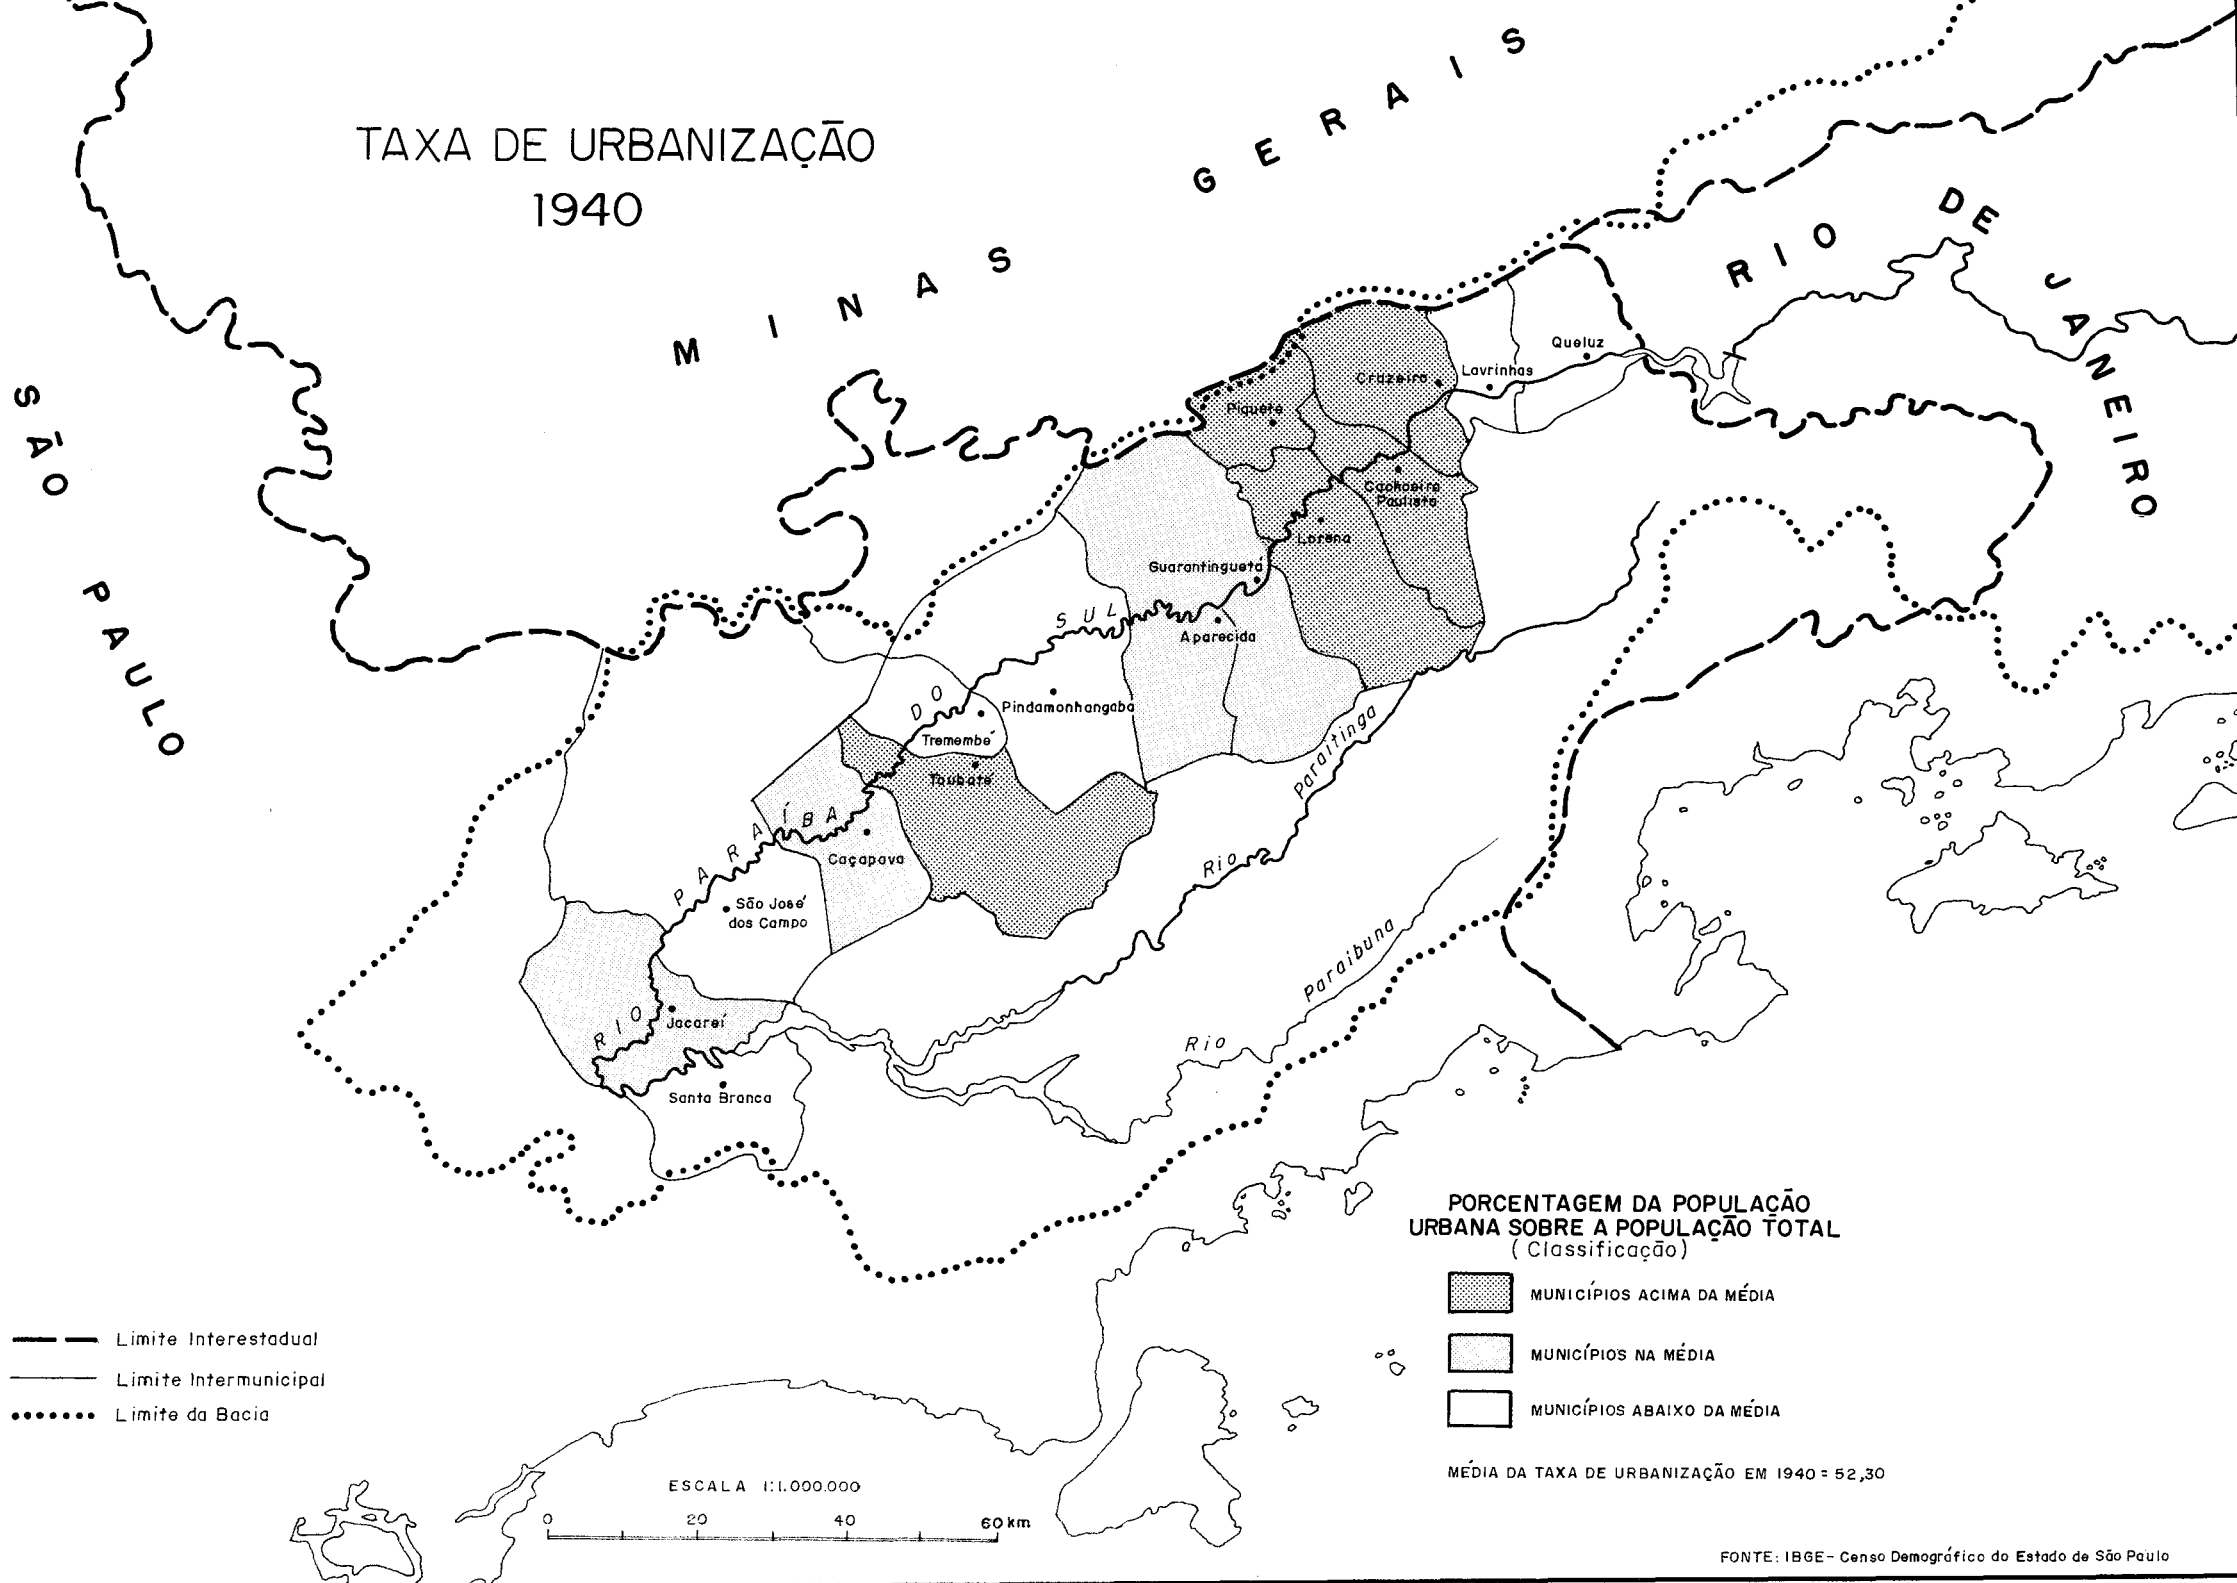 TAXA DE URBANIZAÇÃO
1940
MINAS GERAIS
RIO DE JANEIRO
SÃO PAULO
Queluz
Lavrinhas
Cruzeiro
Piquete
Cachoeira
Paulista
Lorena
Guarantinguetá
Aparecida
RIO PARAÍBA DO SUL
Pindamonhangaba
Tremembé
Taubaté
Caçapava
São José
dos Campo
Jacareí
Santa Branca
Rio Paraitinga
Rio Paraibuna
PORCENTAGEM DA POPULAÇÃO
URBANA SOBRE A POPULAÇÃO TOTAL
(Classificação)
MUNICÍPIOS ACIMA DA MÉDIA
MUNICÍPIOS NA MÉDIA
MUNICÍPIOS ABAIXO DA MÉDIA
MÉDIA DA TAXA DE URBANIZAÇÃO EM 1940 = 52,30
Limite Interestadual
Limite Intermunicipal
Limite da Bacia
ESCALA 1:1.000.000
0 20 40 60 km
FONTE: IBGE - Censo Demográfico do Estado de São Paulo